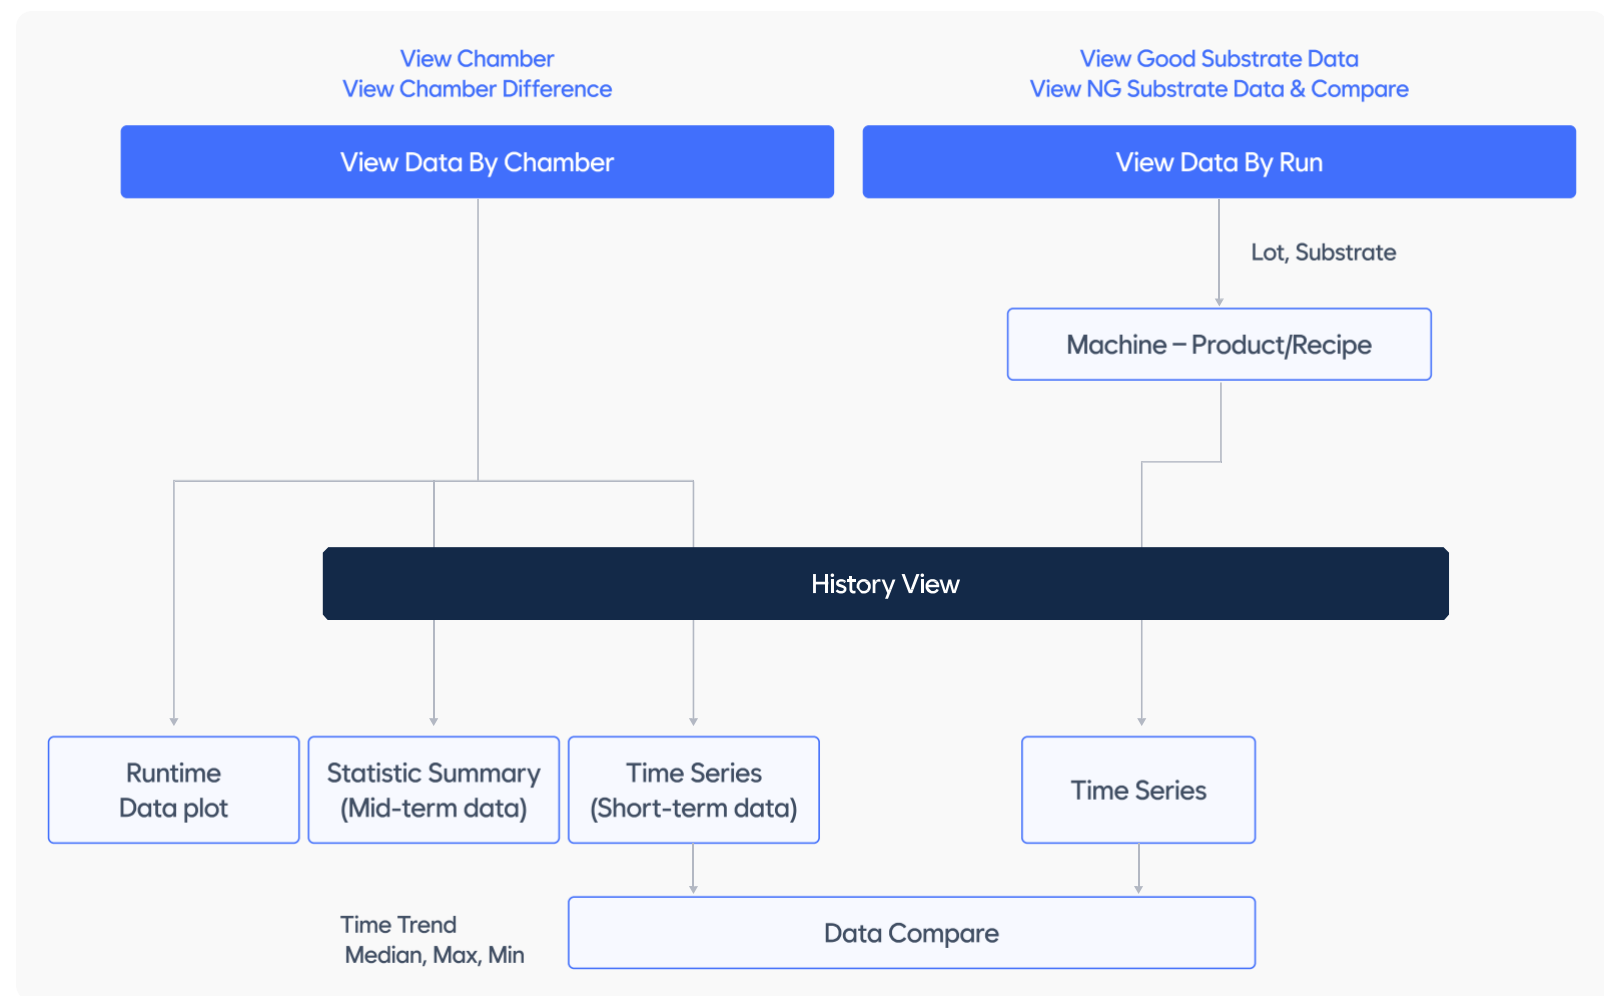 View Chamber
View Chamber Difference
View Good Substrate Data
View NG Substrate Data & Compare
View Data By Chamber
View Data By Run
Lot, Substrate
Machine – Product/Recipe
History View
Runtime
Data plot
Statistic Summary
(Mid-term data)
Time Series
(Short-term data)
Time Series
Time Trend
Median, Max, Min
Data Compare